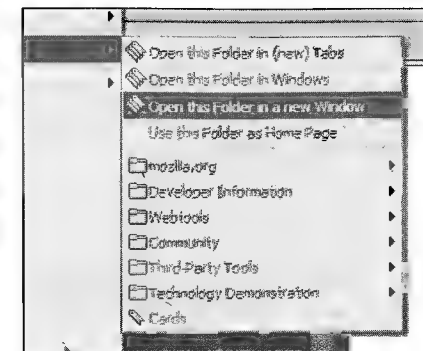 Open this Folder in (new) Tabs
Open this Folder in Windows
Open this Folder in a new Window
Use this Folder as Home Page
mozilla.org
Developer Information
Webtools
Community
Third-Party Tools
Technology Demonstration
Cards